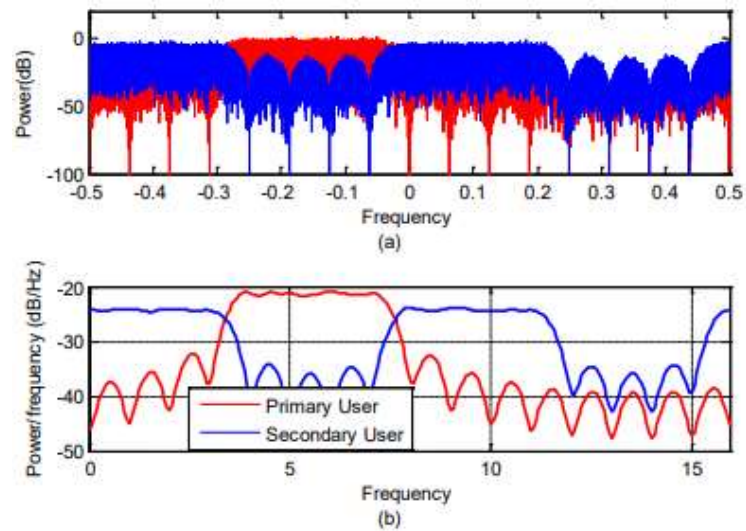 Power(dB)
0
-50
-100
-0.5 -0.4 -0.3 -0.2 -0.1 0 0.1 0.2 0.3 0.4 0.5
Frequency
(a)
Power/frequency (dB/Hz)
-20
-30
-40
-50
Primary User
Secondary User
0 5 10 15
Frequency
(b)